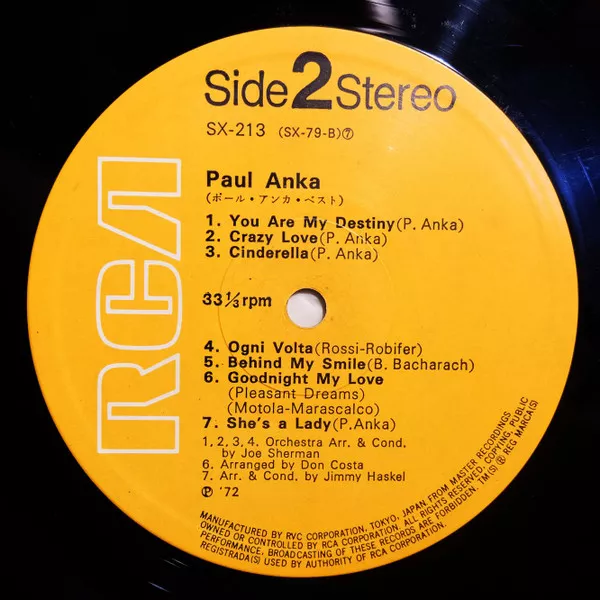 Side 2 Stereo
SX-213 (SX-79-B)⑦
RCA
Paul Anka
(ポール・アンカ・ベスト)
1. You Are My Destiny(P. Anka)
2. Crazy Love(P. Anka)
3. Cinderella(P. Anka)
33⅓rpm
4. Ogni Volta(Rossi-Robifer)
5. Behind My Smile(B. Bacharach)
6. Goodnight My Love
(Pleasant Dreams)
(Motola-Marascalco)
7. She's a Lady(P.Anka)
1, 2, 3, 4. Orchestra Arr. & Cond.
by Joe Sherman
6. Arranged by Don Costa
7. Arr. & Cond. by Jimmy Haskel
Ⓟ '72
MANUFACTURED BY RVC CORPORATION, TOKYO, JAPAN. FROM MASTER RECORDINGS
OWNED OR CONTROLLED BY RCA CORPORATION. ALL RIGHTS RESERVED, COPYING, PUBLIC
PERFORMANCE, BROADCASTING OF THESE RECORDS ARE FORBIDDEN. TM(S) Ⓡ REG MARCA(S)
REGISTRADA(S) USED BY AUTHORITY OF RCA CORPORATION.